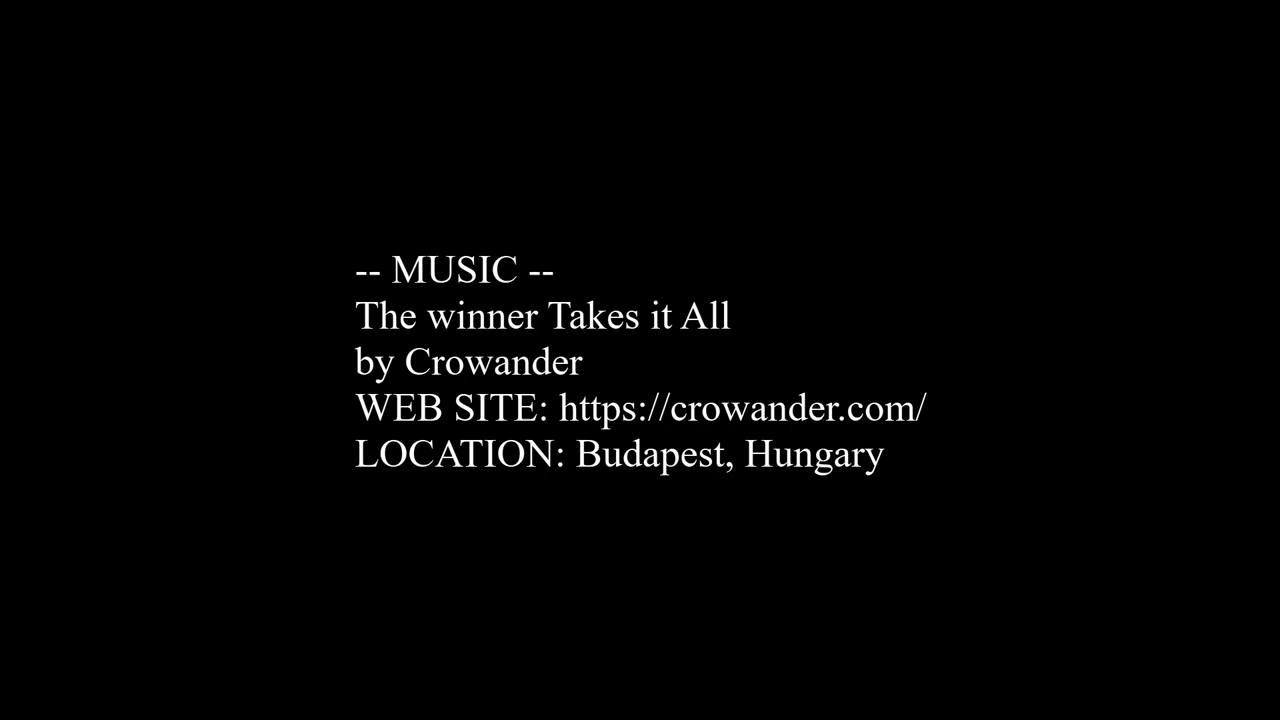 -- MUSIC --
The winner Takes it All
by Crowander
WEB SITE: https://crowander.com/
LOCATION: Budapest, Hungary